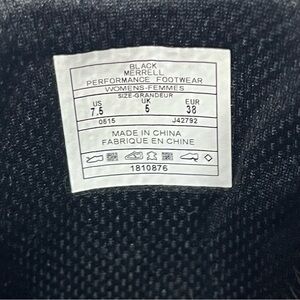 BLACK
MERRELL
PERFORMANCE FOOTWEAR
WOMENS-FEMMES
SIZE-GRANDEUR
US UK EUR
7.5 5 38
0515 J42792
MADE IN CHINA
FABRIQUE EN CHINE
1810876